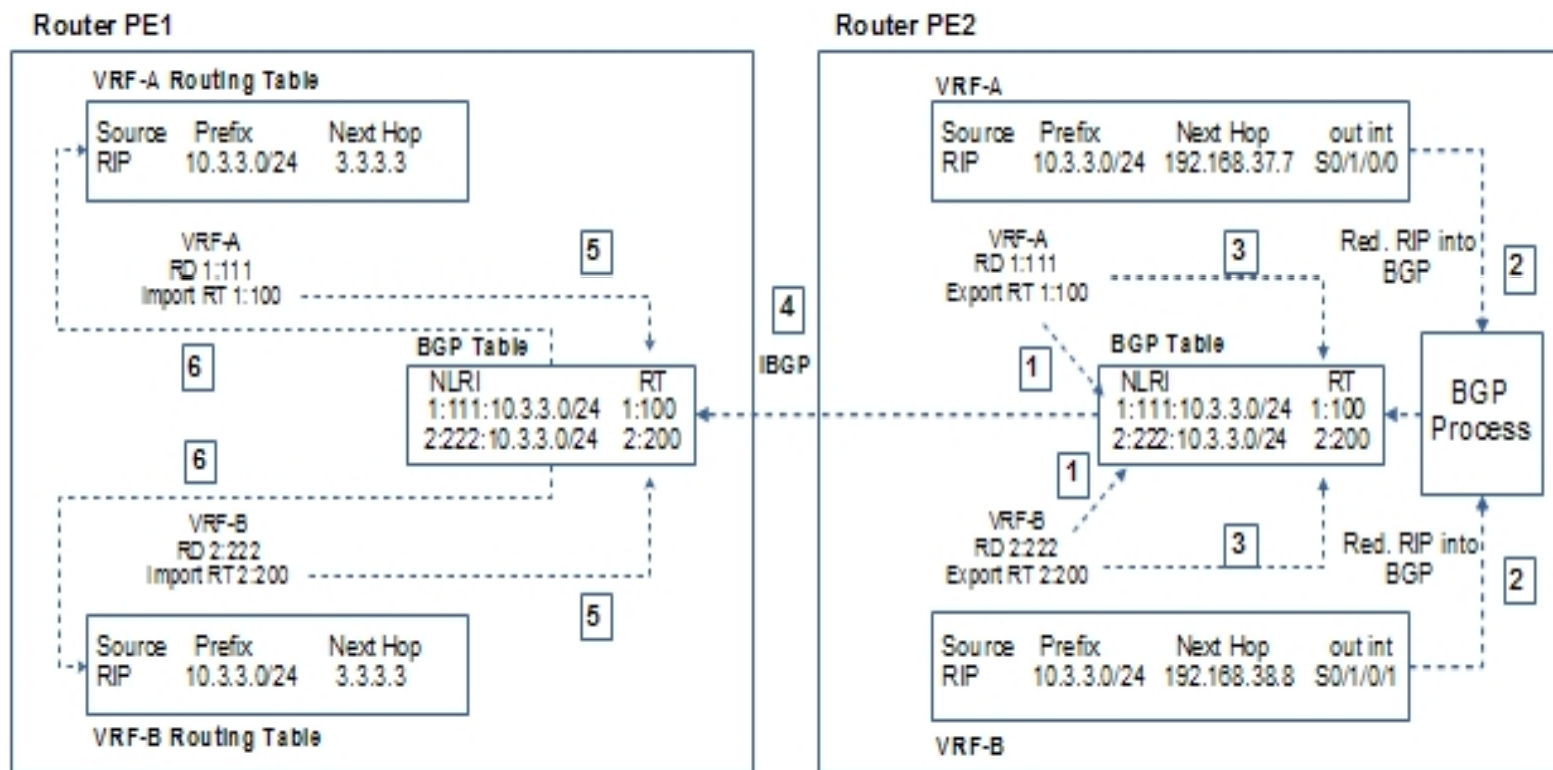 Router PE1
VRF-A Routing Table
Source Prefix Next Hop
RIP 10.3.3.0/24 3.3.3.3
VRF-A
RD 1:111
Import RT 1:100
5
6
BGP Table
NLRI RT
1:111:10.3.3.0/24 1:100
2:222:10.3.3.0/24 2:200
6
VRF-B
RD 2:222
Import RT 2:200
5
Source Prefix Next Hop
RIP 10.3.3.0/24 3.3.3.3
VRF-B Routing Table
4
IBGP
Router PE2
VRF-A
Source Prefix Next Hop out int
RIP 10.3.3.0/24 192.168.37.7 S0/1/0/0
VRF-A
RD 1:111
Export RT 1:100
3
Red. RIP into
BGP
2
1
BGP Table
NLRI RT
1:111:10.3.3.0/24 1:100
2:222:10.3.3.0/24 2:200
BGP
Process
1
VRF-B
RD 2:222
Export RT 2:200
3
Red. RIP into
BGP
2
Source Prefix Next Hop out int
RIP 10.3.3.0/24 192.168.38.8 S0/1/0/1
VRF-B